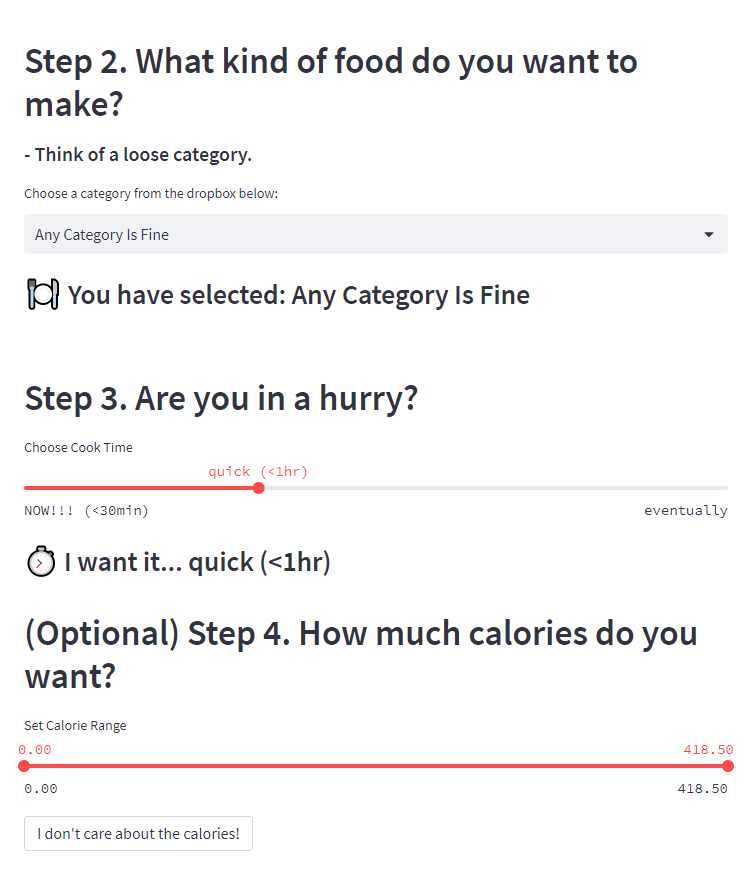 Step 2. What kind of food do you want to
make?
- Think of a loose category.
Choose a category from the dropbox below:
Any Category Is Fine
🍽 You have selected: Any Category Is Fine
Step 3. Are you in a hurry?
Choose Cook Time
quick (<1hr)
NOW!!! (<30min) eventually
⏱ I want it... quick (<1hr)
(Optional) Step 4. How much calories do you
want?
Set Calorie Range
0.00 418.50
0.00 418.50
I don't care about the calories!